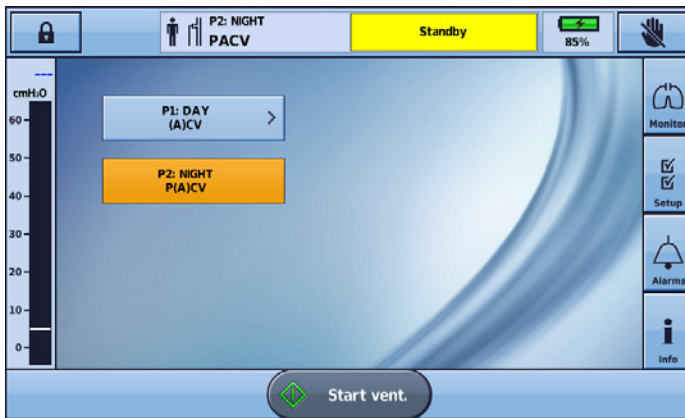 P2: NIGHT
PACV
Standby
85%
---
cmH₂O
60
50
40
30
20
10
0
P1: DAY
(A)CV
P2: NIGHT
P(A)CV
Monitor
Setup
Alarms
Info
Start vent.